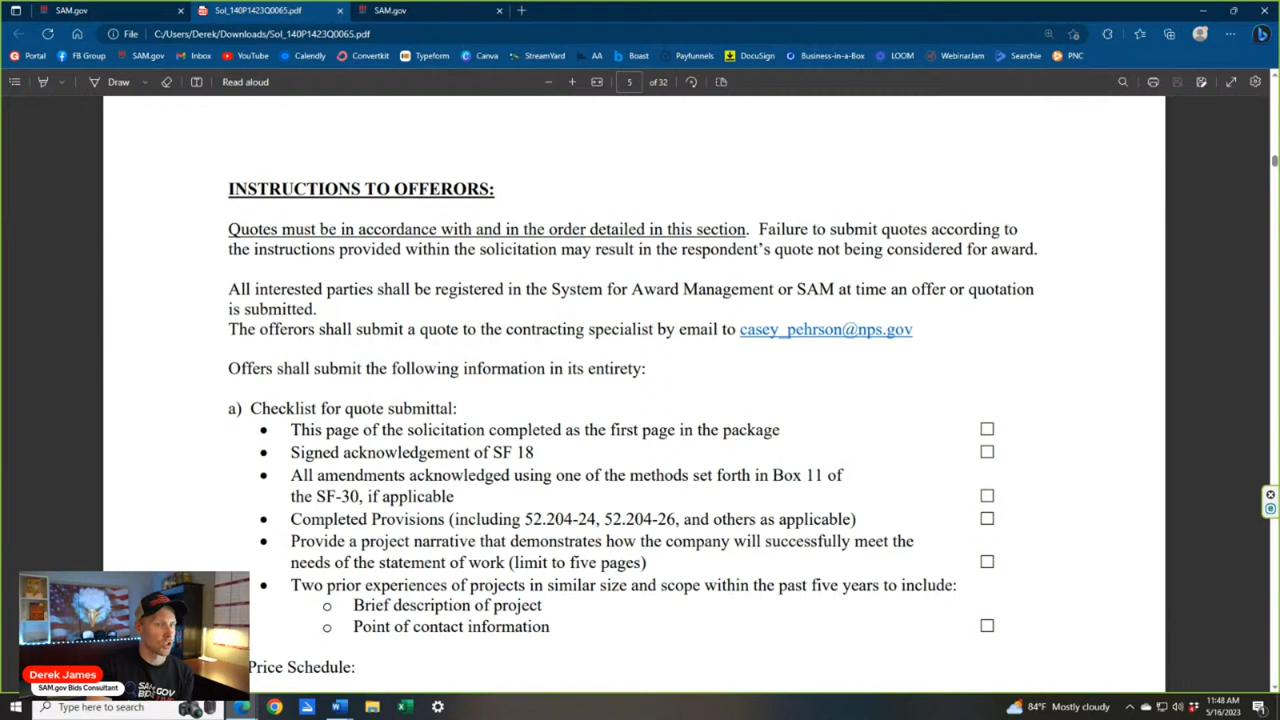 SAM.gov
Sol_140P1423Q0065.pdf
SAM.gov
File
C:/Users/Derek/Downloads/Sol_140P1423Q0065.pdf
Portal
FB Group
SAM.gov
Inbox
YouTube
Calendly
Convertkit
Typeform
Canva
StreamYard
AA
Boast
Payfunnels
DocuSign
Business-in-a-Box
LOOM
WebinarJam
Searchie
PNC
Draw
Read aloud
5 of 32
INSTRUCTIONS TO OFFERORS:
Quotes must be in accordance with and in the order detailed in this section. Failure to submit quotes according to
the instructions provided within the solicitation may result in the respondent's quote not being considered for award.
All interested parties shall be registered in the System for Award Management or SAM at time an offer or quotation
is submitted.
The offerors shall submit a quote to the contracting specialist by email to casey_pehrson@nps.gov
Offers shall submit the following information in its entirety:
a) Checklist for quote submittal:
• This page of the solicitation completed as the first page in the package
• Signed acknowledgement of SF 18
• All amendments acknowledged using one of the methods set forth in Box 11 of
the SF-30, if applicable
• Completed Provisions (including 52.204-24, 52.204-26, and others as applicable)
• Provide a project narrative that demonstrates how the company will successfully meet the
needs of the statement of work (limit to five pages)
• Two prior experiences of projects in similar size and scope within the past five years to include:
o Brief description of project
o Point of contact information
Price Schedule:
Derek James
SAM.gov Bids Consultant
SAM.GOV
Type here to search
84°F Mostly cloudy
11:48 AM
5/16/2023